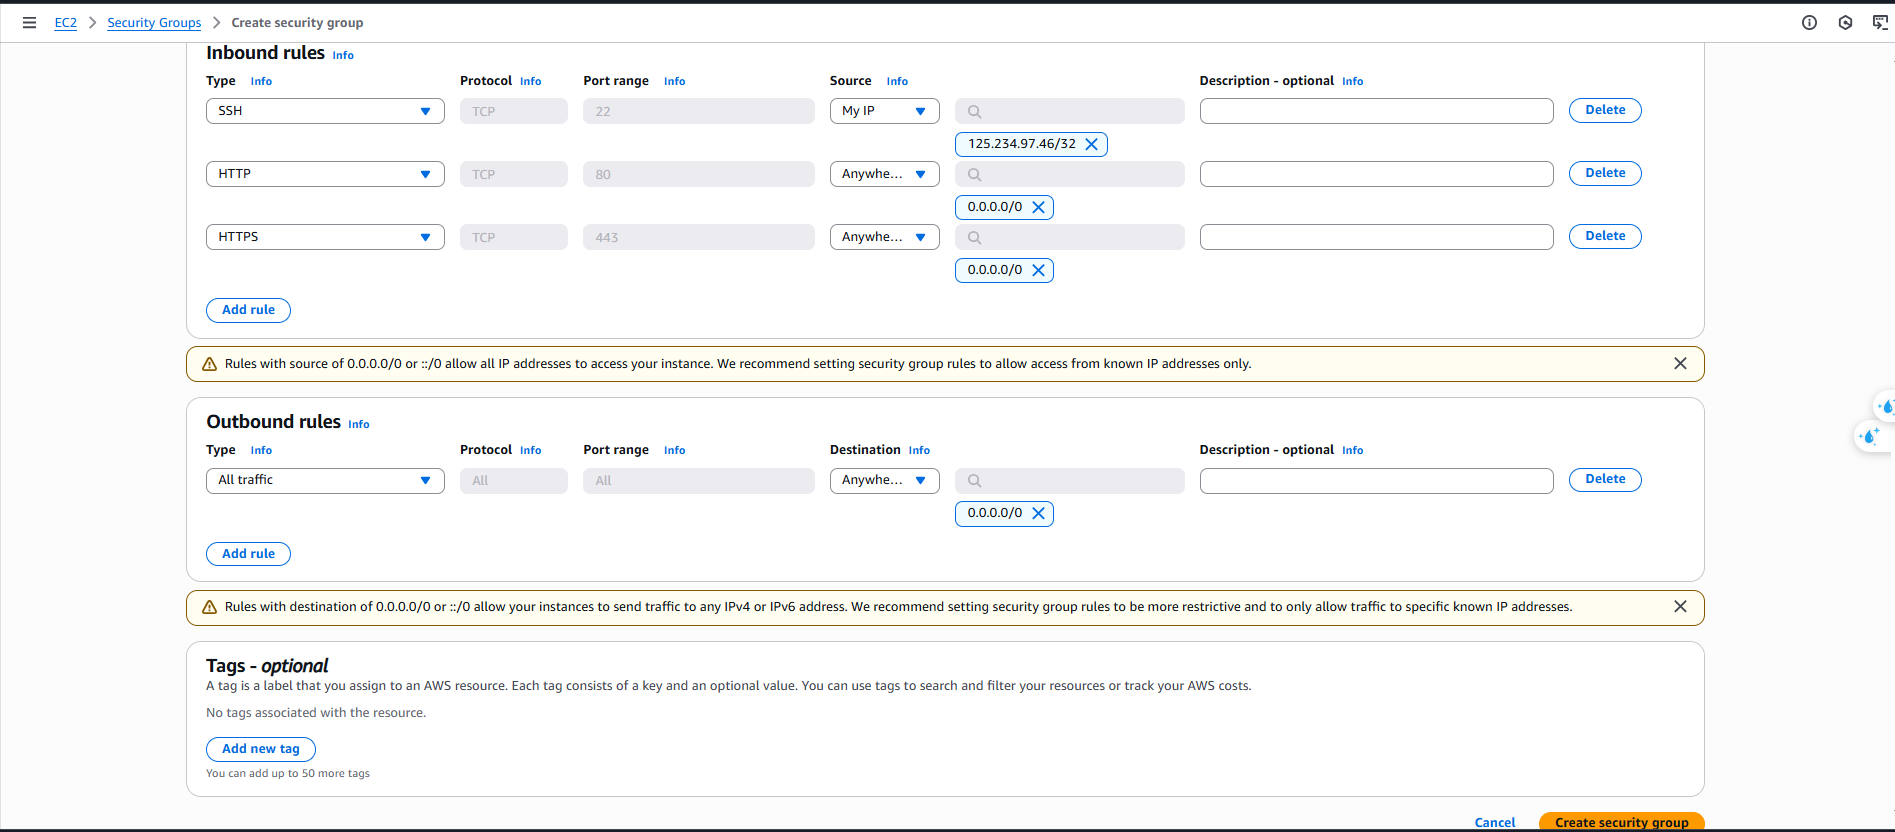 EC2 > Security Groups > Create security group
Inbound rules Info
Type Info Protocol Info Port range Info Source Info Description - optional Info
SSH TCP 22 My IP Delete
125.234.97.46/32
HTTP TCP 80 Anywhe... Delete
0.0.0.0/0
HTTPS TCP 443 Anywhe... Delete
0.0.0.0/0
Add rule
Rules with source of 0.0.0.0/0 or ::/0 allow all IP addresses to access your instance. We recommend setting security group rules to allow access from known IP addresses only.
Outbound rules Info
Type Info Protocol Info Port range Info Destination Info Description - optional Info
All traffic All All Anywhe... Delete
0.0.0.0/0
Add rule
Rules with destination of 0.0.0.0/0 or ::/0 allow your instances to send traffic to any IPv4 or IPv6 address. We recommend setting security group rules to be more restrictive and to only allow traffic to specific known IP addresses.
Tags - optional
A tag is a label that you assign to an AWS resource. Each tag consists of a key and an optional value. You can use tags to search and filter your resources or track your AWS costs.
No tags associated with the resource.
Add new tag
You can add up to 50 more tags
Cancel Create security group